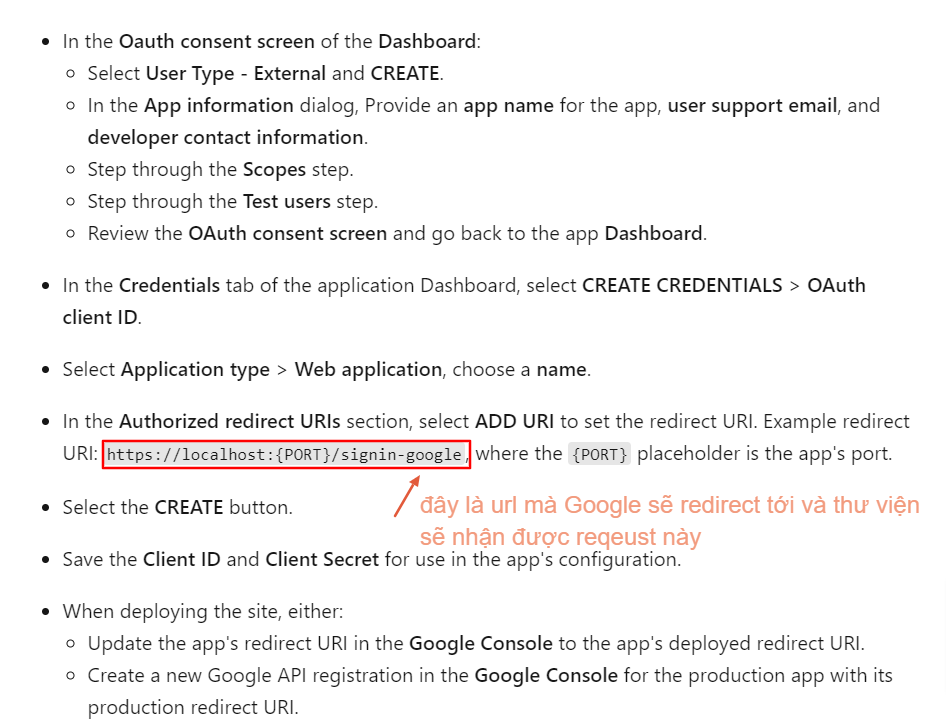 In the Oauth consent screen of the Dashboard:
Select User Type - External and CREATE.
In the App information dialog, Provide an app name for the app, user support email, and
developer contact information.
Step through the Scopes step.
Step through the Test users step.
Review the OAuth consent screen and go back to the app Dashboard.
In the Credentials tab of the application Dashboard, select CREATE CREDENTIALS > OAuth
client ID.
Select Application type > Web application, choose a name.
In the Authorized redirect URIs section, select ADD URI to set the redirect URI. Example redirect
URI: https://localhost:{PORT}/signin-google, where the {PORT} placeholder is the app's port.
Select the CREATE button.
đây là url mà Google sẽ redirect tới và thư viện
sẽ nhận được reqeust này
Save the Client ID and Client Secret for use in the app's configuration.
When deploying the site, either:
Update the app's redirect URI in the Google Console to the app's deployed redirect URI.
Create a new Google API registration in the Google Console for the production app with its
production redirect URI.